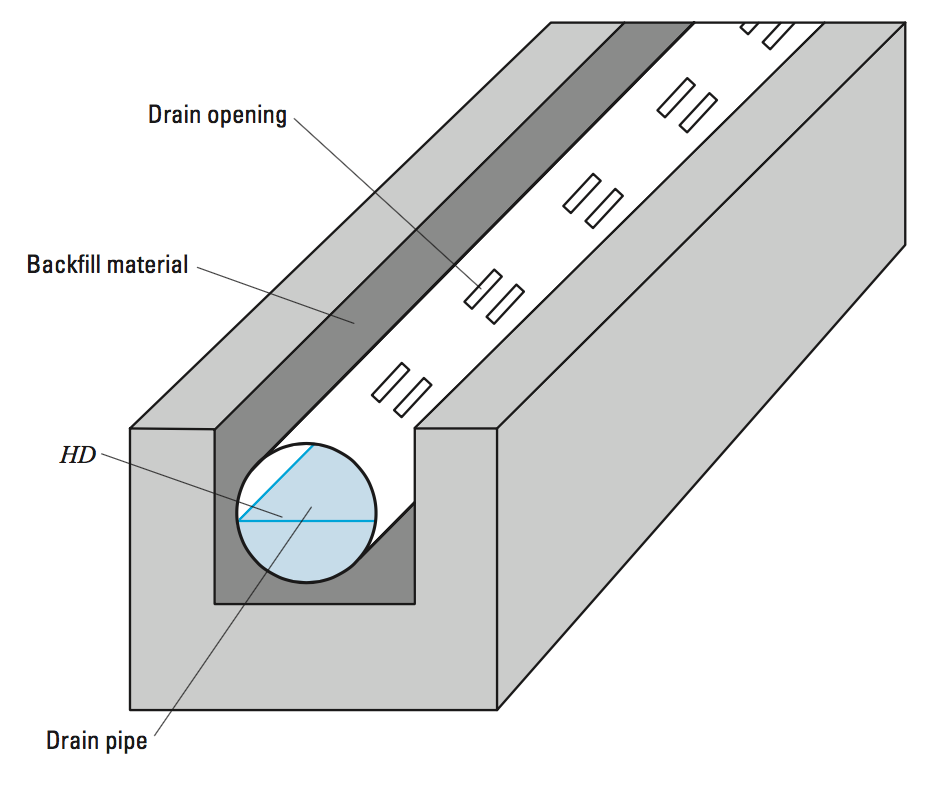 Drain opening
Backfill material
HD
Drain pipe